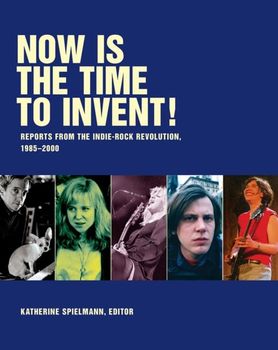 NOW IS
THE TIME
TO INVENT!
REPORTS FROM THE INDIE-ROCK REVOLUTION,
1985–2000
KATHERINE SPIELMANN, EDITOR